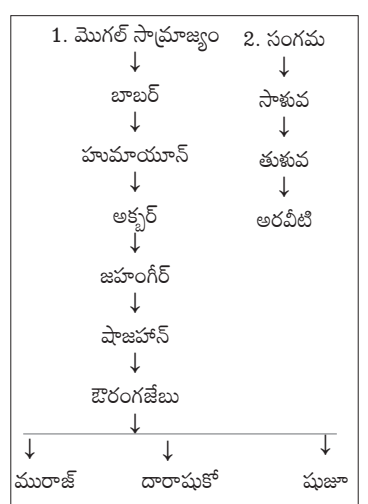 1. మొగల్ సామ్రాజ్యం 2. సంగమ
↓ ↓
బాబర్ సాళువ
↓ ↓
హుమాయూన్ తుళువ
↓ ↓
అక్బర్ అరవీటి
↓
జహంగీర్
↓
షాజహాన్
↓
ఔరంగజేబు
↓
↓ ↓ ↓
మురాజ్ దారాషుకో షుజూ